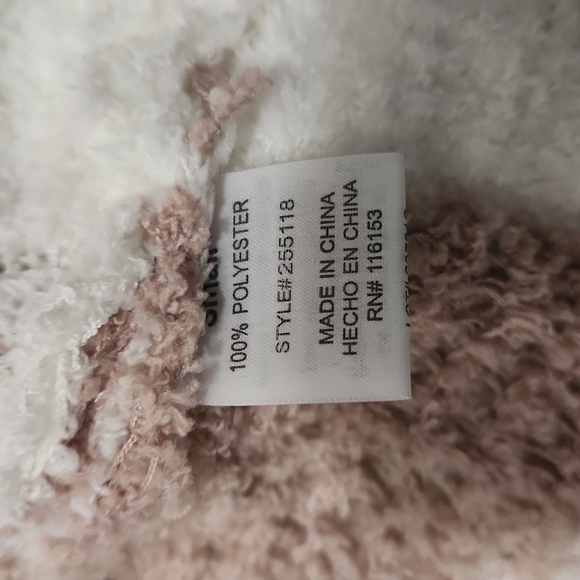 100% POLYESTER
STYLE# 255118
MADE IN CHINA
HECHO EN CHINA
RN# 116153